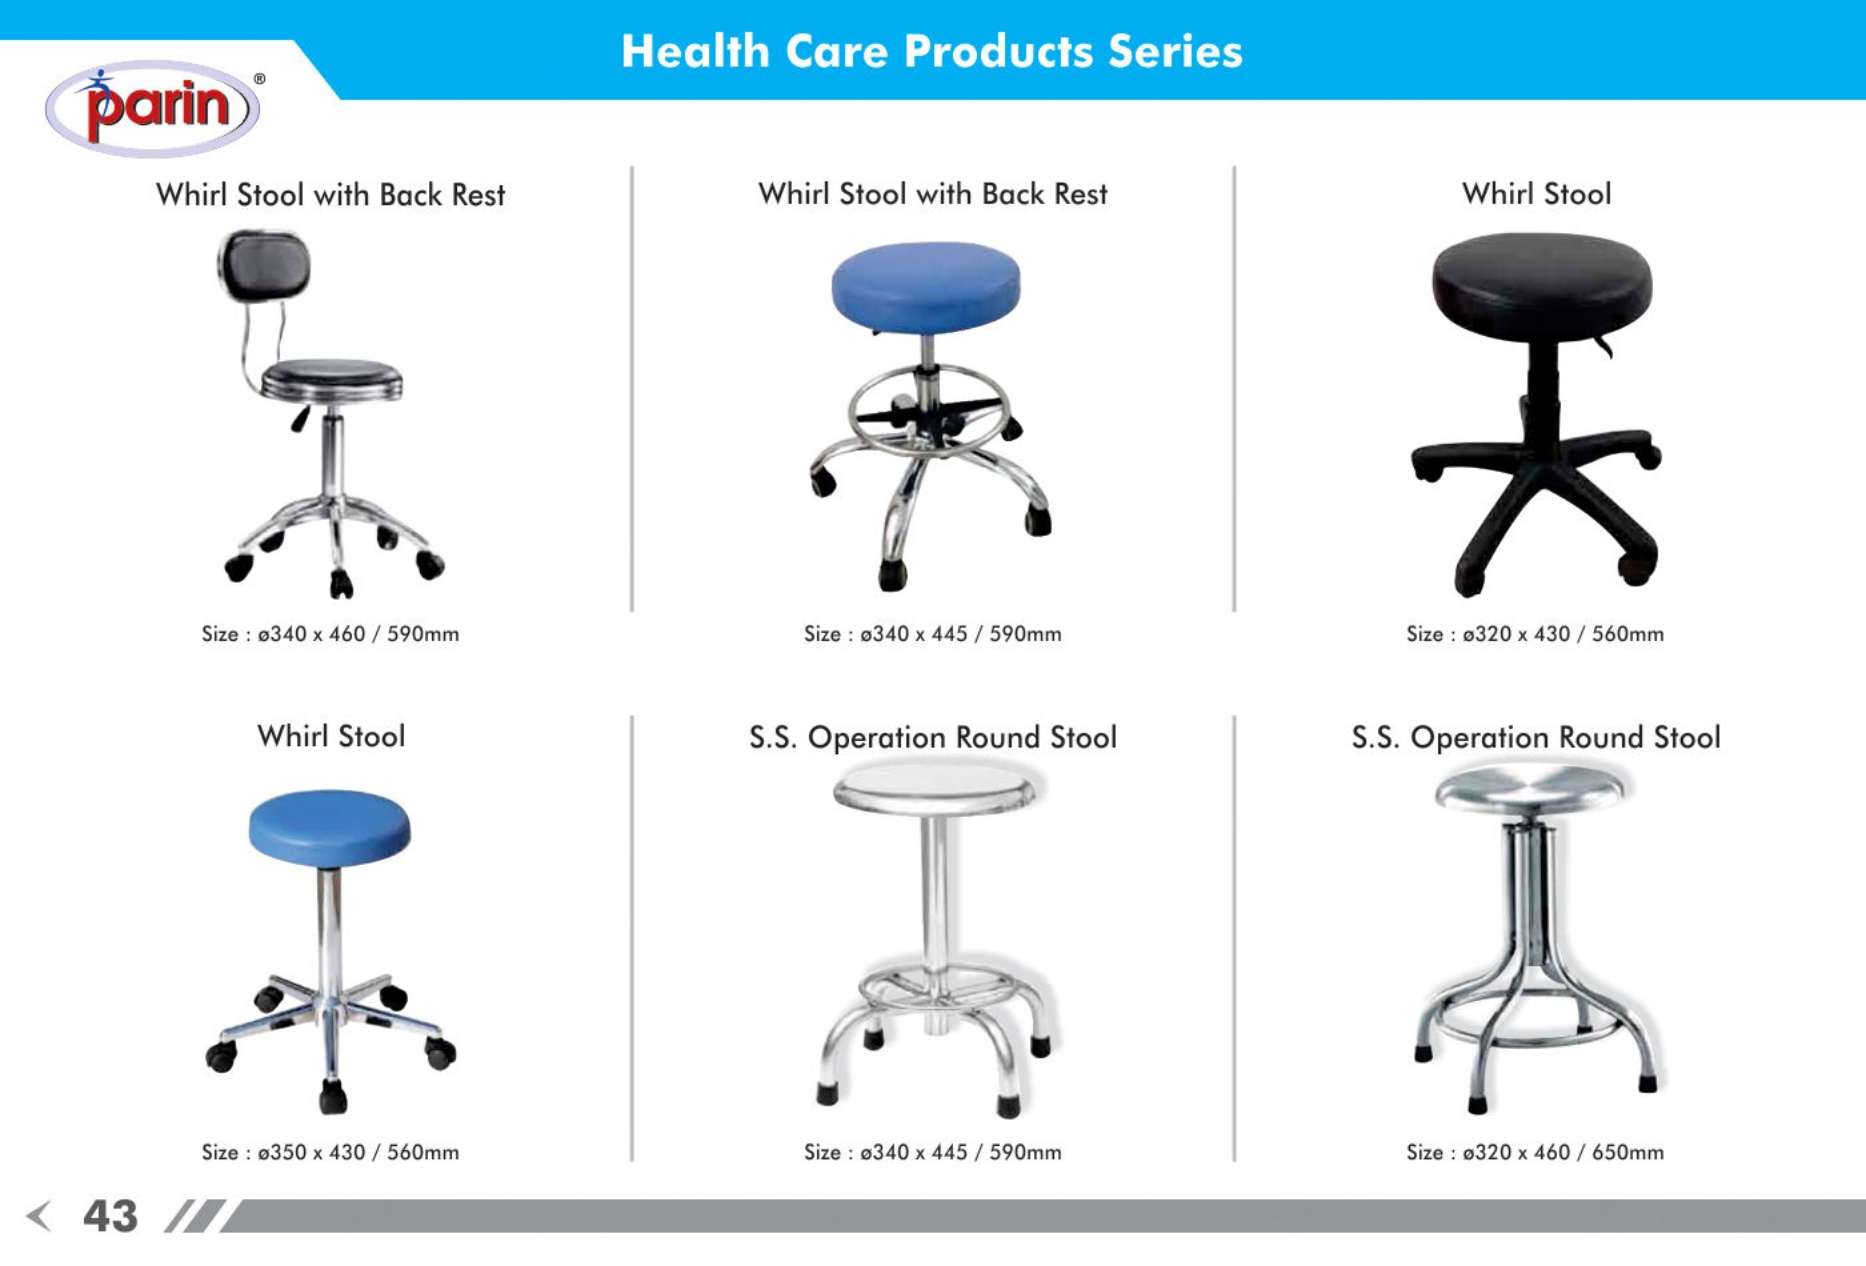 Health Care Products Series
parin ®
Whirl Stool with Back Rest
Size : ø340 x 460 / 590mm
Whirl Stool with Back Rest
Size : ø340 x 445 / 590mm
Whirl Stool
Size : ø320 x 430 / 560mm
Whirl Stool
Size : ø350 x 430 / 560mm
S.S. Operation Round Stool
Size : ø340 x 445 / 590mm
S.S. Operation Round Stool
Size : ø320 x 460 / 650mm
43